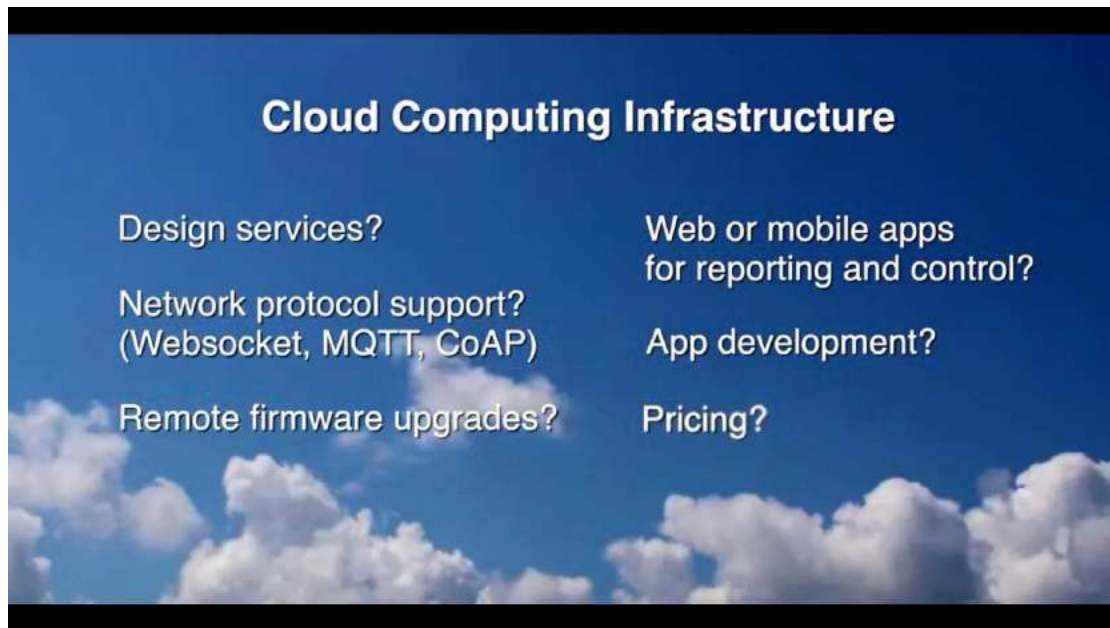 Cloud Computing Infrastructure
Design services?
Network protocol support?
(Websocket, MQTT, CoAP)
Remote firmware upgrades?
Web or mobile apps
for reporting and control?
App development?
Pricing?